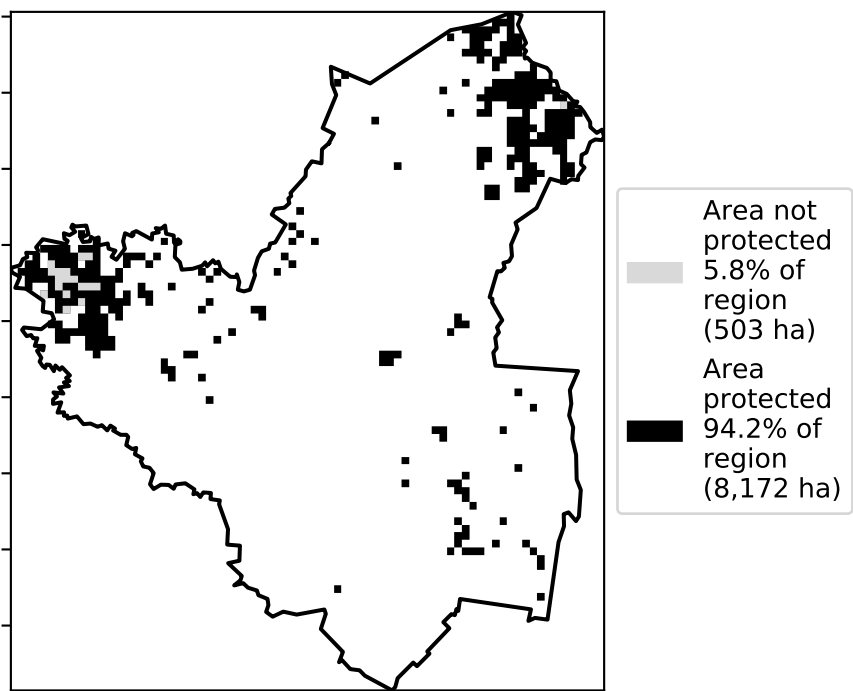 Area not
protected
5.8% of
region
(503 ha)
Area
protected
94.2% of
region
(8,172 ha)